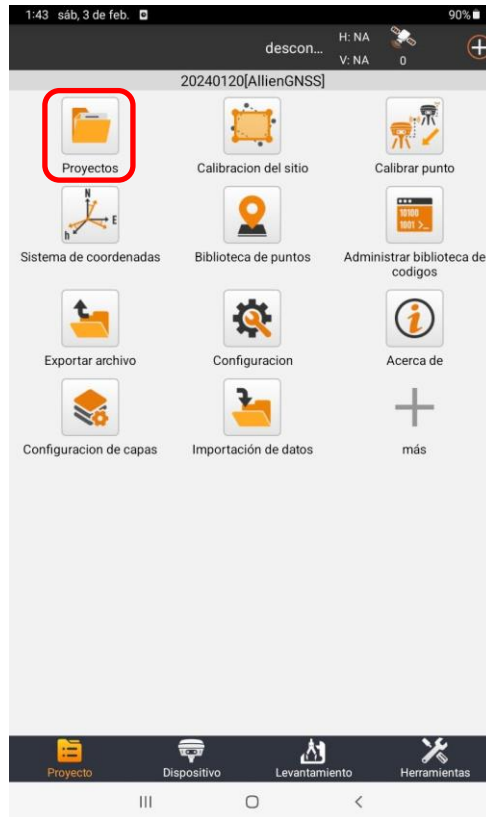 1:43 sáb, 3 de feb. 90%
descon... H: NA
V: NA 0
20240120[AllienGNSS]
Proyectos Calibracion del sitio Calibrar punto
N
E
h
10100
1001 >_
Sistema de coordenadas Biblioteca de puntos Administrar biblioteca de
codigos
Exportar archivo Configuracion Acerca de
Configuracion de capas Importación de datos más
Proyecto Dispositivo Levantamiento Herramientas